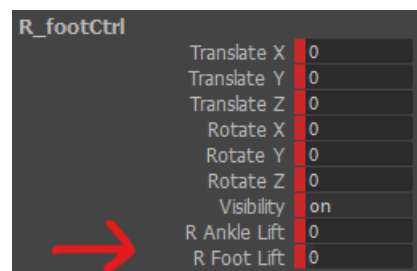 R_footCtrl
Translate X 0
Translate Y 0
Translate Z 0
Rotate X 0
Rotate Y 0
Rotate Z 0
Visibility on
R Ankle Lift 0
R Foot Lift 0